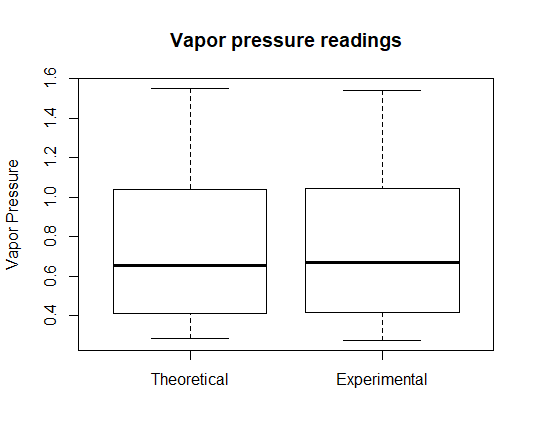 Vapor pressure readings
Vapor Pressure
1.6
1.4
1.2
1.0
0.8
0.6
0.4
Theoretical
Experimental